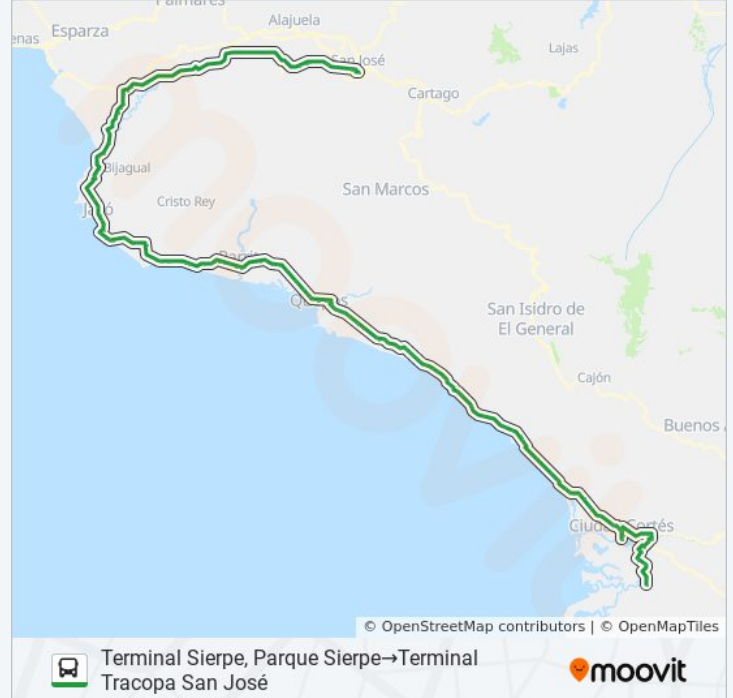 Palmares
Alajuela
Esparza
enas
Lajas
San José
Cartago
Bijagual
San Marcos
Cristo Rey
San Isidro de
El General
Cajón
Buenos A
Ciudad Cortés
© OpenStreetMap contributors | © OpenMapTiles
Terminal Sierpe, Parque Sierpe→Terminal
Tracopa San José
moovit